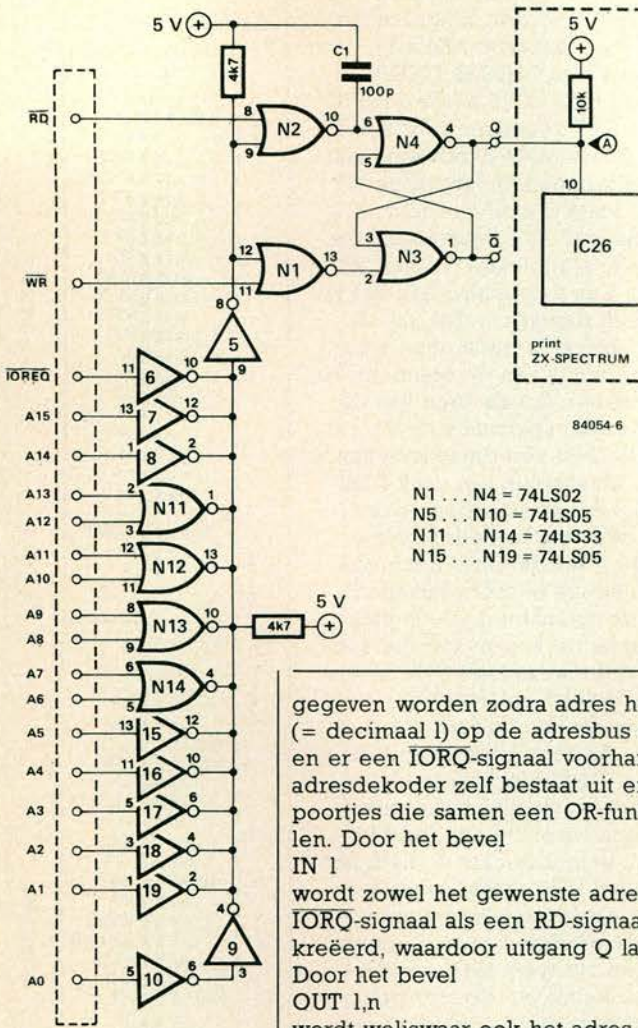 5 V
5 V
4k7
C1
100p
10k
RD
8
N2
10
6
N4
4
Q
A
9
5
10
12
3
N1
13
N3
1
Q
IC26
WR
11
2
8
print
ZX-SPECTRUM
5
9
IOREQ
11
6
10
84054-6
A15
13
7
12
A14
1
8
2
A13
2
N11
1
A12
3
N1 ... N4 = 74LS02
N5 ... N10 = 74LS05
N11 ... N14 = 74LS33
N15 ... N19 = 74LS05
A11
12
N12
13
A10
11
A9
8
N13
10
4k7
5 V
A8
9
A7
6
N14
4
A6
5
A5
13
15
12
A4
11
16
10
A3
5
17
6
A2
3
18
4
A1
1
19
2
4
9
3
A0
5
10
6
gegeven worden zodra adres h
(= decimaal 1) op de adresbus
en er een IORQ-signaal voorha
adresdekoder zelf bestaat uit e
poortjes die samen een OR-fun
len. Door het bevel
IN 1
wordt zowel het gewenste adre
IORQ-signaal als een RD-signaa
kreëerd, waardoor uitgang Q la
Door het bevel
OUT 1,n